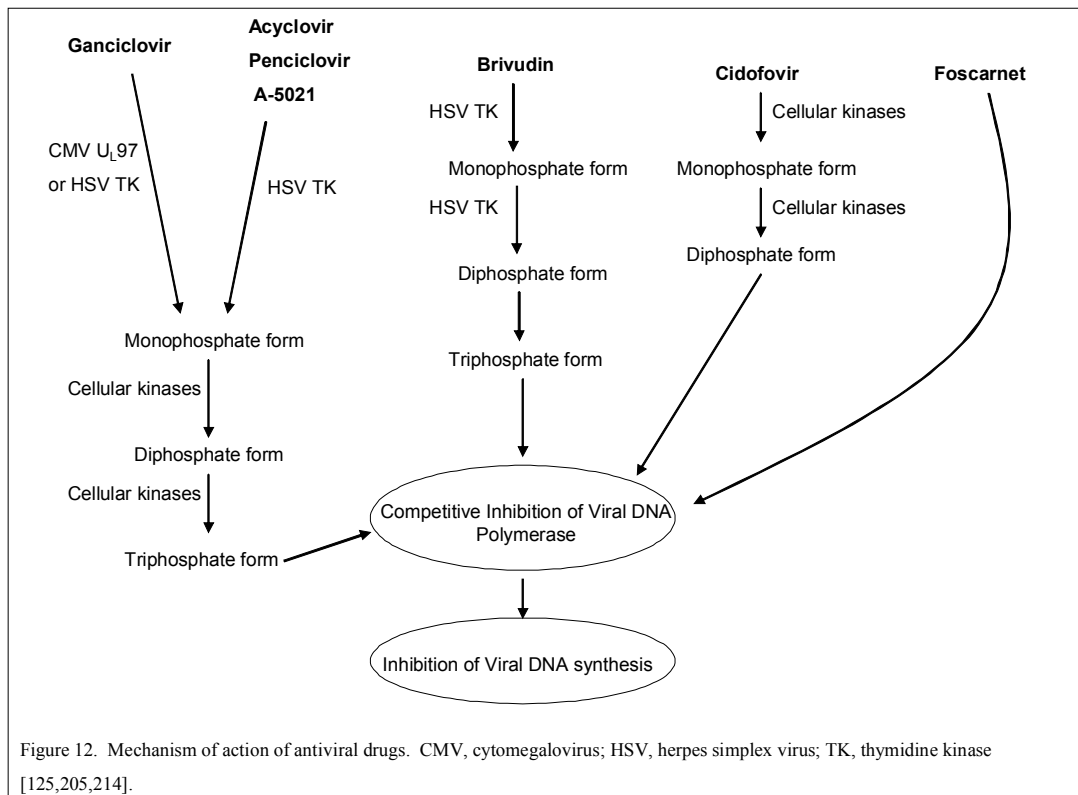 Ganciclovir
CMV UL97
or HSV TK
Acyclovir
Penciclovir
A-5021
HSV TK
Monophosphate form
Cellular kinases
Diphosphate form
Cellular kinases
Triphosphate form
Brivudin
HSV TK
Monophosphate form
HSV TK
Diphosphate form
Triphosphate form
Cidofovir
Cellular kinases
Monophosphate form
Cellular kinases
Diphosphate form
Foscarnet
Competitive Inhibition of Viral DNA
Polymerase
Inhibition of Viral DNA synthesis
Figure 12.  Mechanism of action of antiviral drugs.  CMV, cytomegalovirus; HSV, herpes simplex virus; TK, thymidine kinase
[125,205,214].